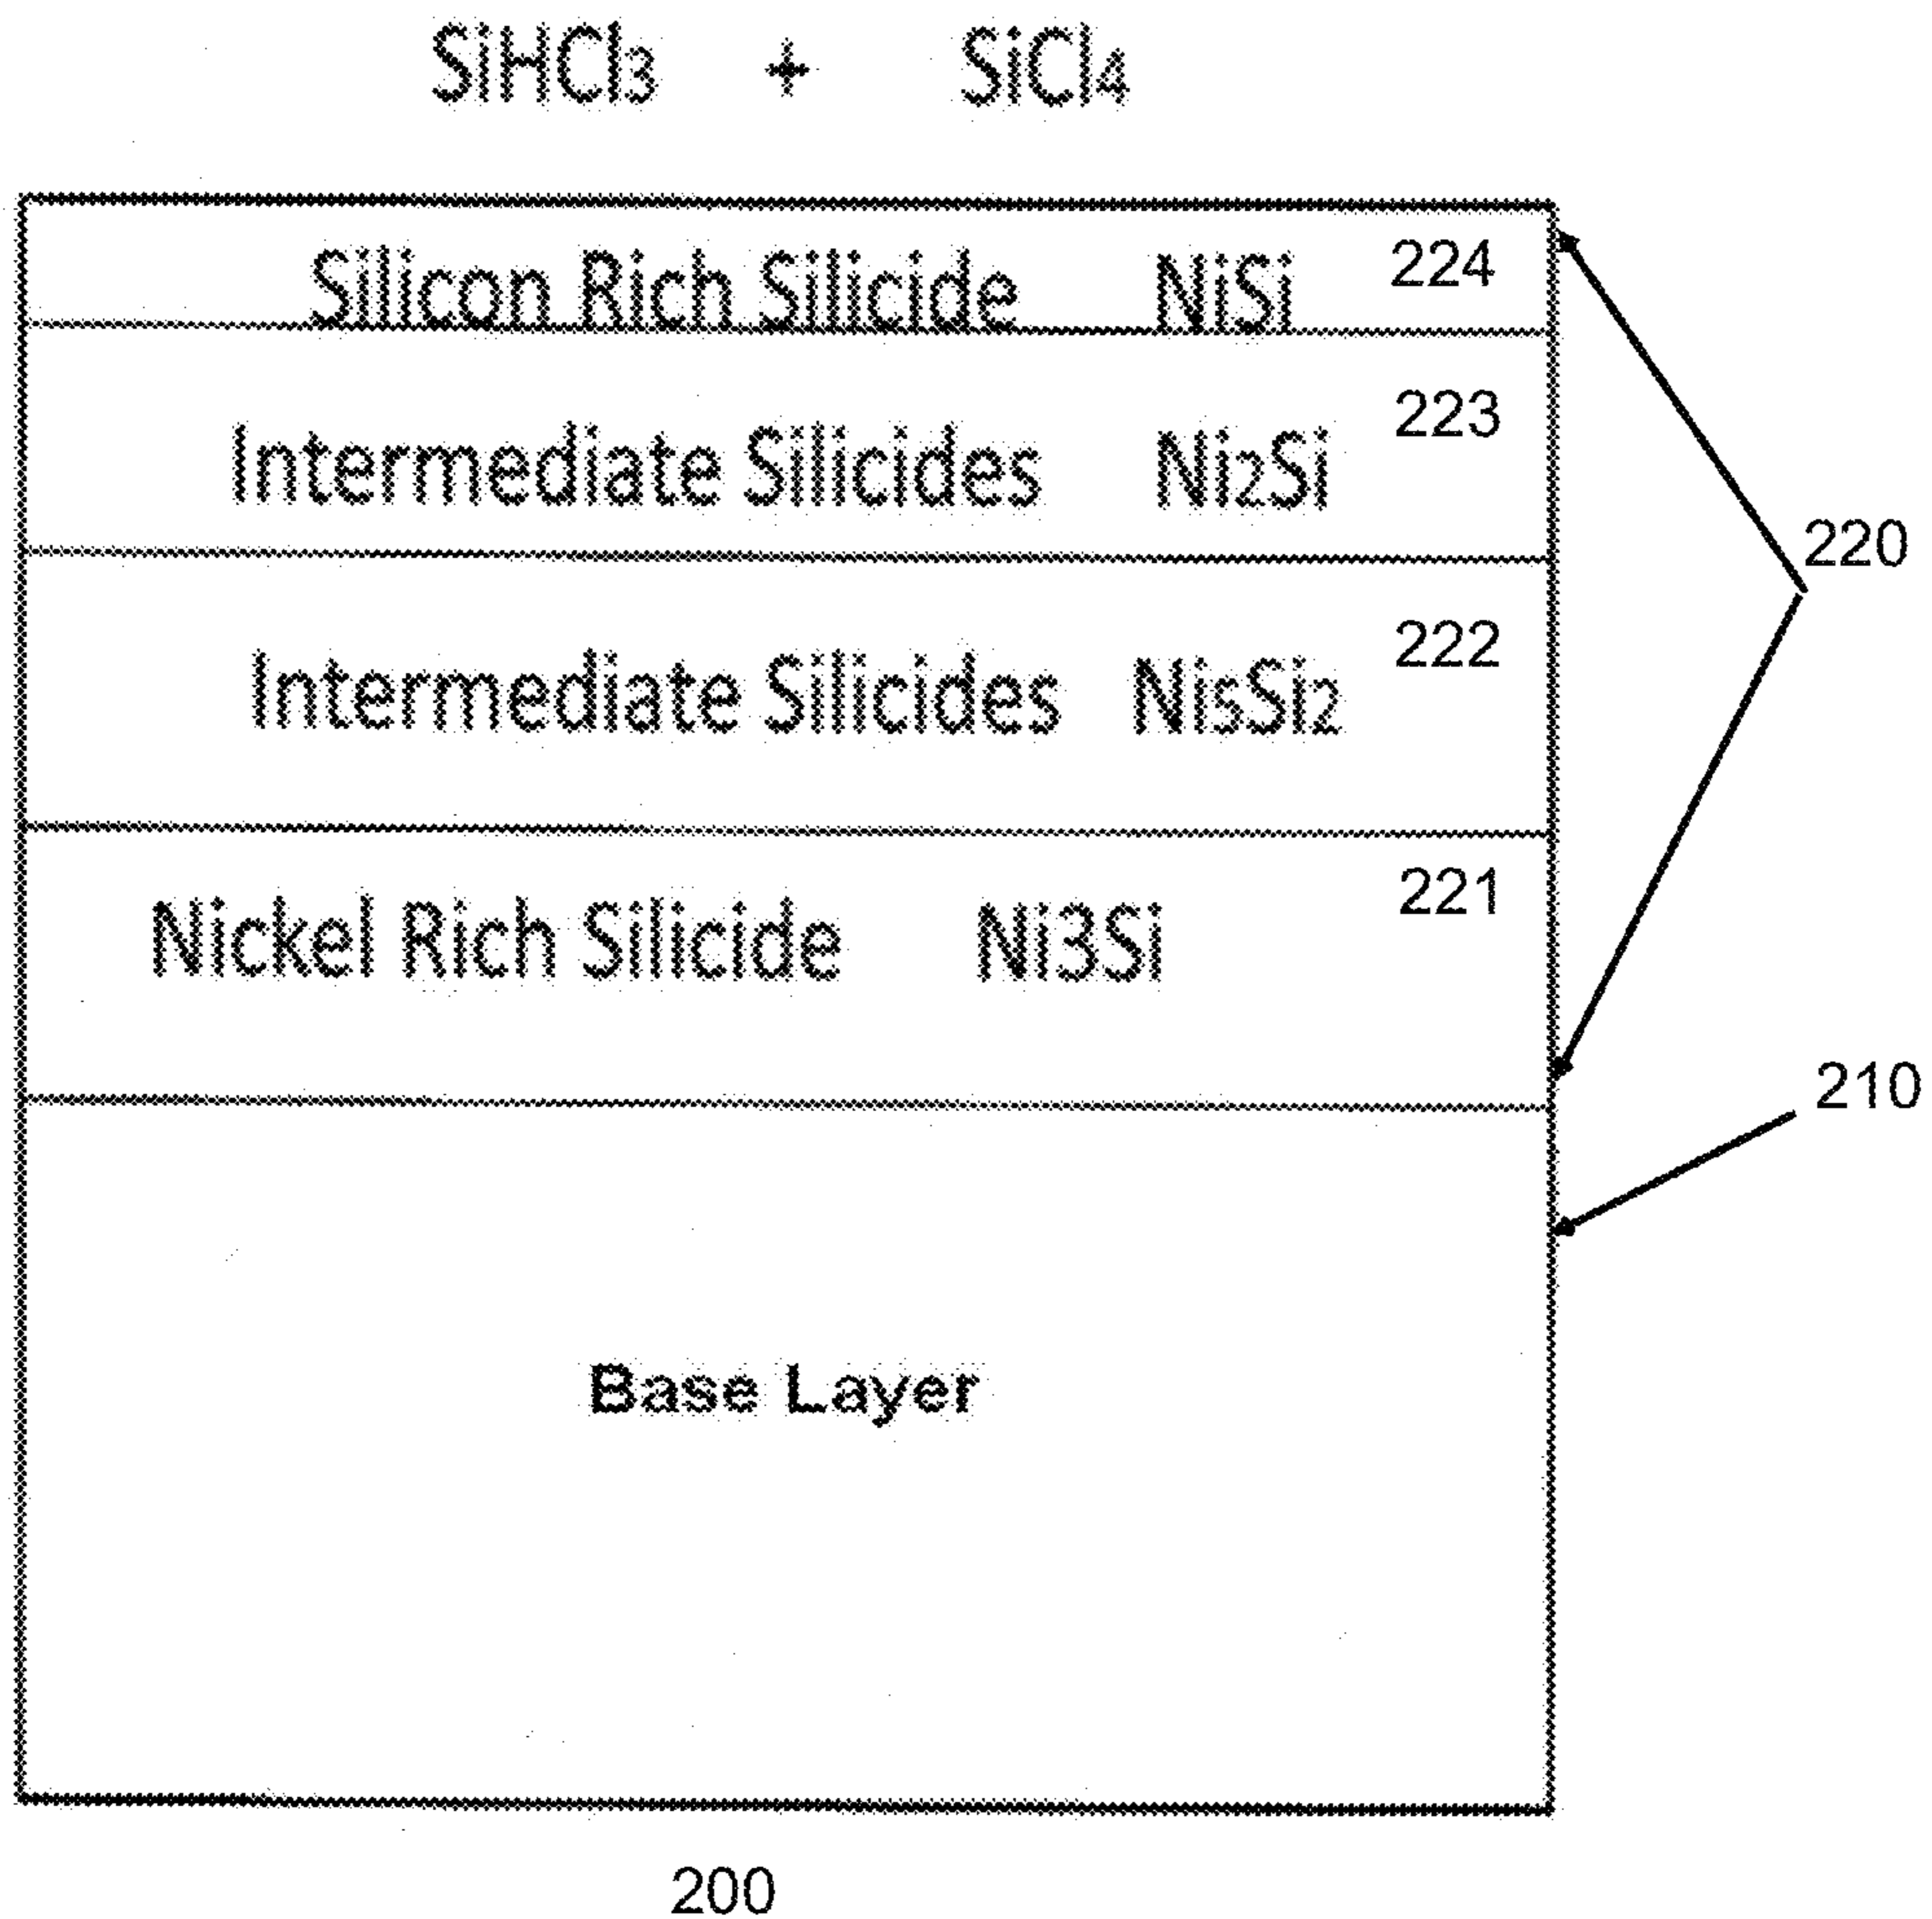 SiHCl₃ + SiCl₄
Silicon Rich Silicide NiSi 224
Intermediate Silicides Ni₂Si 223
220
Intermediate Silicides Ni₅Si₂ 222
Nickel Rich Silicide Ni3Si 221
210
Base Layer
200